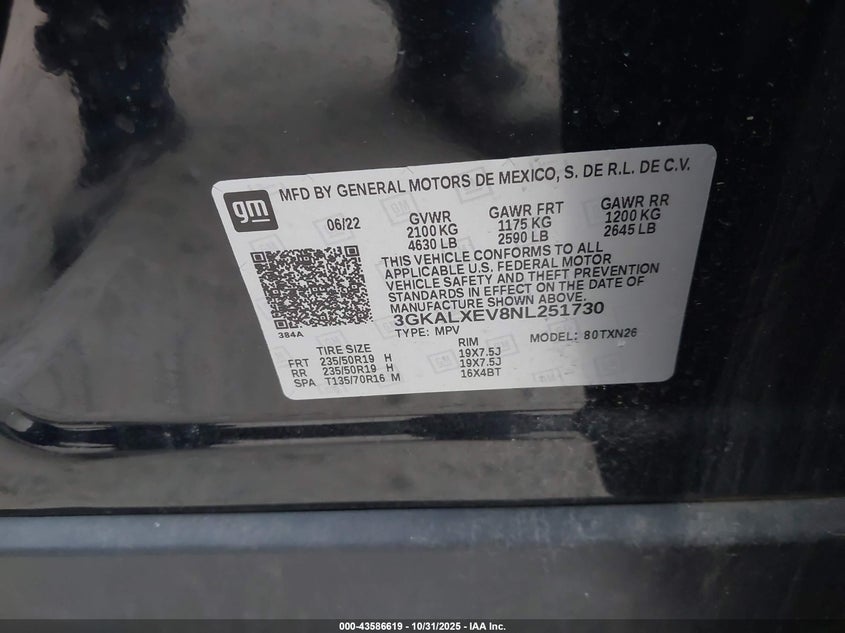 gm
MFD BY GENERAL MOTORS DE MEXICO, S. DE R.L. DE C.V.
06/22 GVWR GAWR FRT GAWR RR
2100 KG 1175 KG 1200 KG
4630 LB 2590 LB 2645 LB
THIS VEHICLE CONFORMS TO ALL
APPLICABLE U.S. FEDERAL MOTOR
VEHICLE SAFETY AND THEFT PREVENTION
STANDARDS IN EFFECT ON THE DATE OF
MANUFACTURE SHOWN ABOVE.
3GKALXEV8NL251730
384A
TYPE: MPV MODEL: 80TXN26
TIRE SIZE RIM
FRT 235/50R19 H 19X7.5J
RR 235/50R19 H 19X7.5J
SPA T135/70R16 M 16X4BT
000-43586619 - 10/31/2025 - IAA Inc.